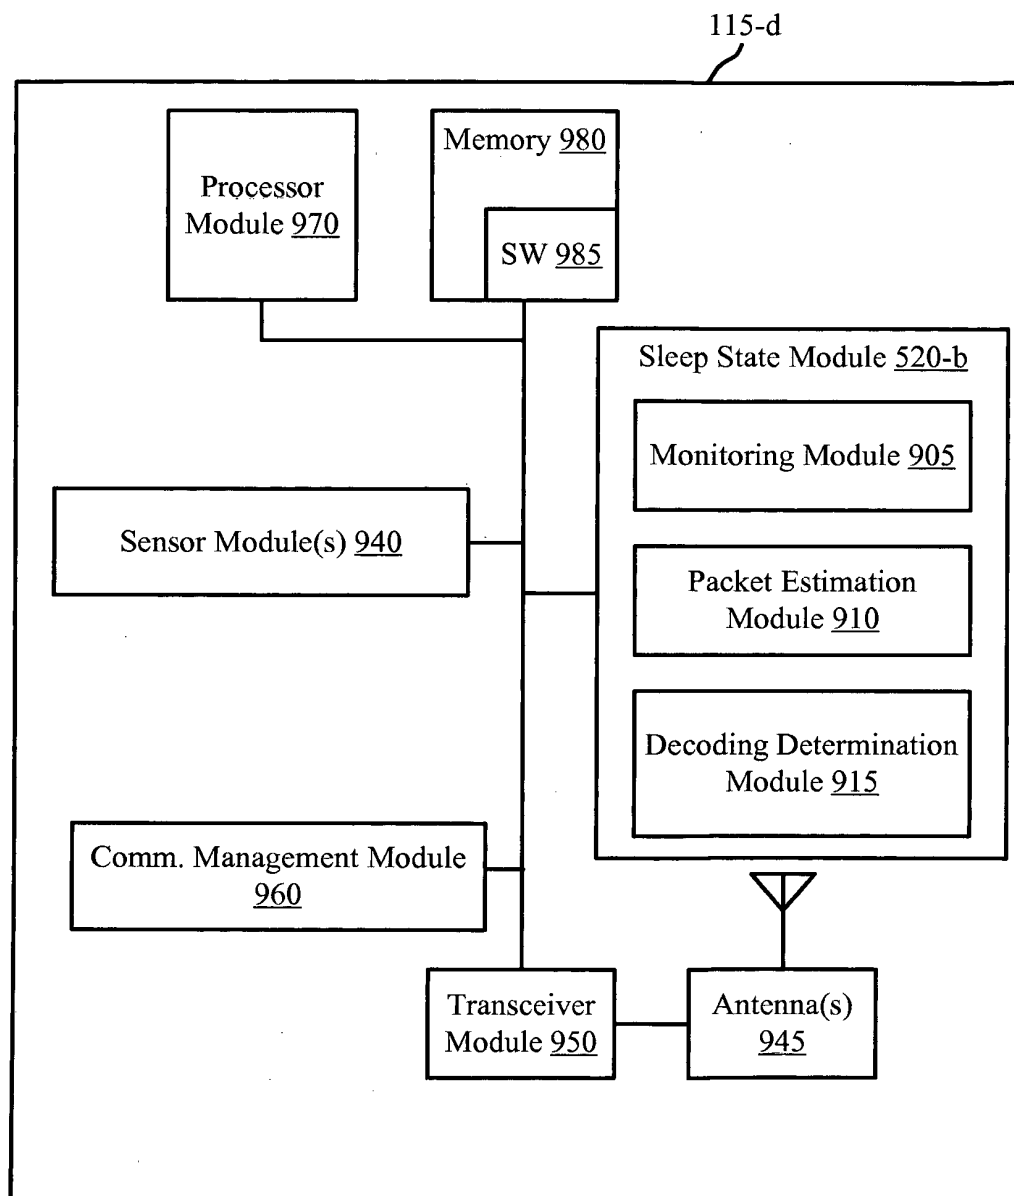 115-d
Processor
Module 970
Memory 980
SW 985
Sleep State Module 520-b
Monitoring Module 905
Sensor Module(s) 940
Packet Estimation
Module 910
Decoding Determination
Module 915
Comm. Management Module
960
Transceiver
Module 950
Antenna(s)
945